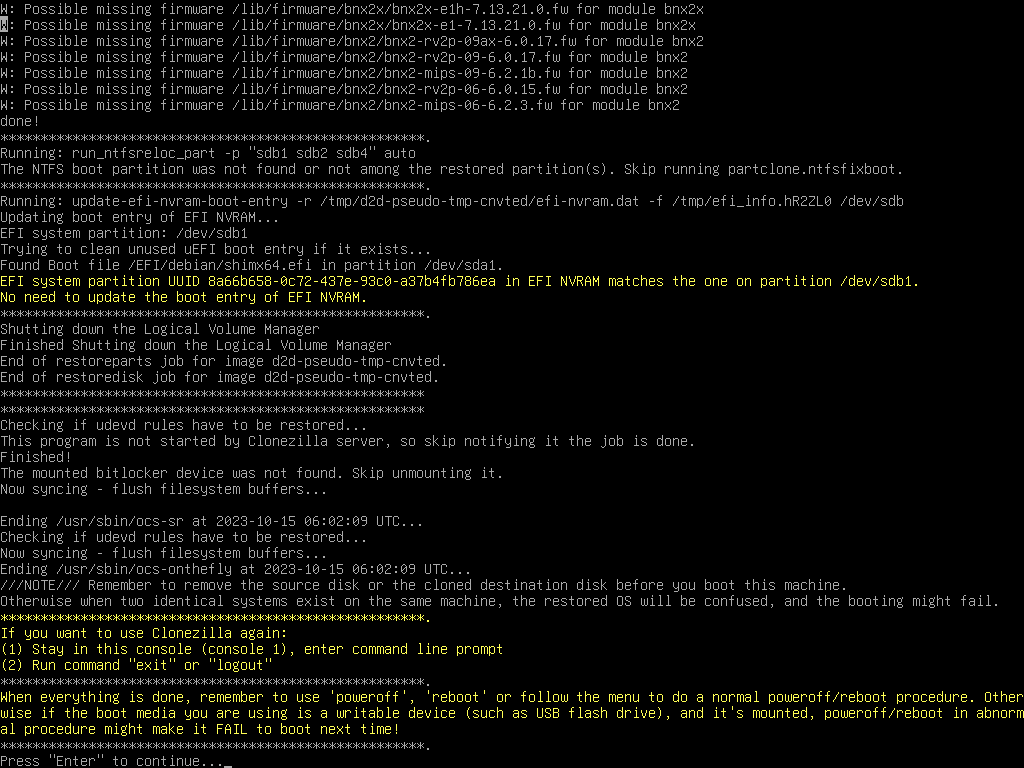 W: Possible missing firmware /lib/firmware/bnx2x/bnx2x-e1h-7.13.21.0.fw for module bnx2x
W: Possible missing firmware /lib/firmware/bnx2x/bnx2x-e1-7.13.21.0.fw for module bnx2x
W: Possible missing firmware /lib/firmware/bnx2/bnx2-rv2p-09ax-6.0.17.fw for module bnx2
W: Possible missing firmware /lib/firmware/bnx2/bnx2-rv2p-09-6.0.17.fw for module bnx2
W: Possible missing firmware /lib/firmware/bnx2/bnx2-mips-09-6.2.1b.fw for module bnx2
W: Possible missing firmware /lib/firmware/bnx2/bnx2-rv2p-06-6.0.15.fw for module bnx2
W: Possible missing firmware /lib/firmware/bnx2/bnx2-mips-06-6.2.3.fw for module bnx2
done!
*****************************************************.
Running: run_ntfsreloc_part -p "sdb1 sdb2 sdb4" auto
The NTFS boot partition was not found or not among the restored partition(s). Skip running partclone.ntfsfixboot.
*****************************************************.
Running: update-efi-nvram-boot-entry -r /tmp/d2d-pseudo-tmp-cnvted/efi-nvram.dat -f /tmp/efi_info.hR2ZL0 /dev/sdb
Updating boot entry of EFI NVRAM...
EFI system partition: /dev/sdb1
Trying to clean unused uEFI boot entry if it exists...
Found Boot file /EFI/debian/shimx64.efi in partition /dev/sda1.
EFI system partition UUID 8a66b658-0c72-437e-93c0-a37b4fb786ea in EFI NVRAM matches the one on partition /dev/sdb1.
No need to update the boot entry of EFI NVRAM.
*****************************************************.
Shutting down the Logical Volume Manager
Finished Shutting down the Logical Volume Manager
End of restoreparts job for image d2d-pseudo-tmp-cnvted.
End of restoredisk job for image d2d-pseudo-tmp-cnvted.
*****************************************************
*****************************************************
Checking if udevd rules have to be restored...
This program is not started by Clonezilla server, so skip notifying it the job is done.
Finished!
The mounted bitlocker device was not found. Skip unmounting it.
Now syncing - flush filesystem buffers...
Ending /usr/sbin/ocs-sr at 2023-10-15 06:02:09 UTC...
Checking if udevd rules have to be restored...
Now syncing - flush filesystem buffers...
Ending /usr/sbin/ocs-onthefly at 2023-10-15 06:02:09 UTC...
///NOTE/// Remember to remove the source disk or the cloned destination disk before you boot this machine.
Otherwise when two identical systems exist on the same machine, the restored OS will be confused, and the booting might fail.
*****************************************************.
If you want to use Clonezilla again:
(1) Stay in this console (console 1), enter command line prompt
(2) Run command "exit" or "logout"
*****************************************************.
When everything is done, remember to use 'poweroff', 'reboot' or follow the menu to do a normal poweroff/reboot procedure. Other
wise if the boot media you are using is a writable device (such as USB flash drive), and it's mounted, poweroff/reboot in abnorm
al procedure might make it FAIL to boot next time!
*****************************************************.
Press "Enter" to continue..._